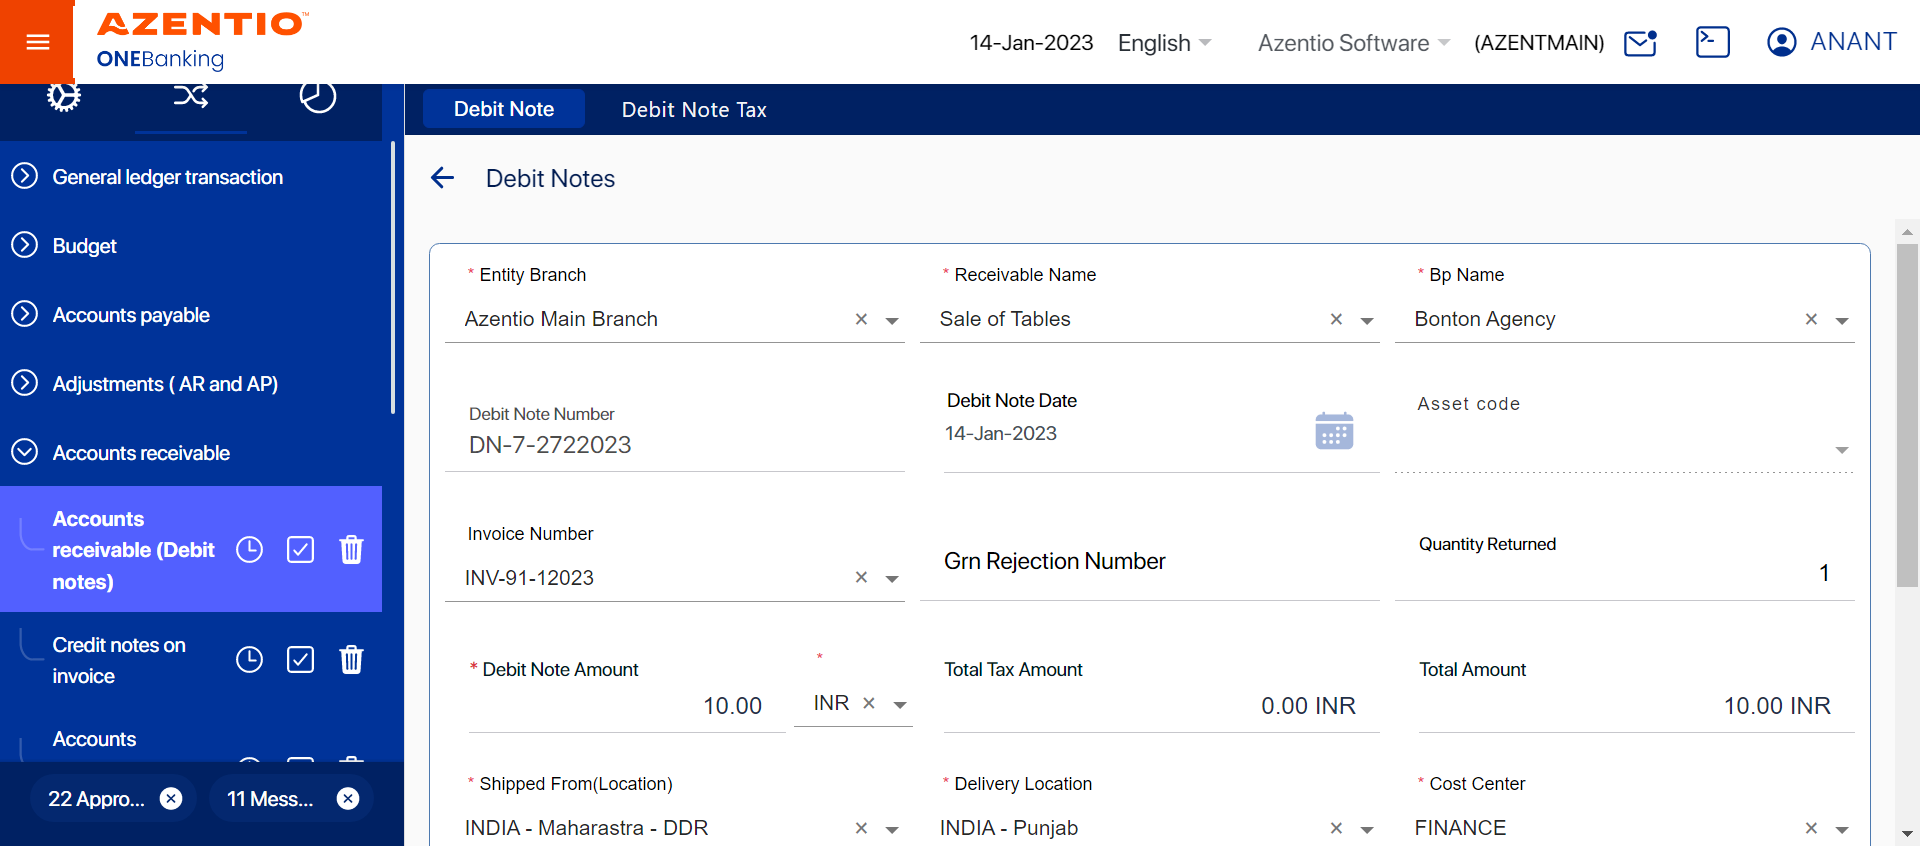 AZENTIO™
ONEBanking
14-Jan-2023
English
Azentio Software
(AZENTMAIN)
ANANT
General ledger transaction
Budget
Accounts payable
Adjustments ( AR and AP)
Accounts receivable
Accounts
receivable (Debit
notes)
Credit notes on
invoice
Accounts
22 Appro...
11 Mess...
Debit Note
Debit Note Tax
Debit Notes
* Entity Branch
Azentio Main Branch
* Receivable Name
Sale of Tables
* Bp Name
Bonton Agency
Debit Note Number
DN-7-2722023
Debit Note Date
14-Jan-2023
Asset code
Invoice Number
INV-91-12023
Grn Rejection Number
Quantity Returned
1
* Debit Note Amount
10.00
*
INR
Total Tax Amount
0.00 INR
Total Amount
10.00 INR
* Shipped From(Location)
INDIA - Maharastra - DDR
* Delivery Location
INDIA - Punjab
* Cost Center
FINANCE